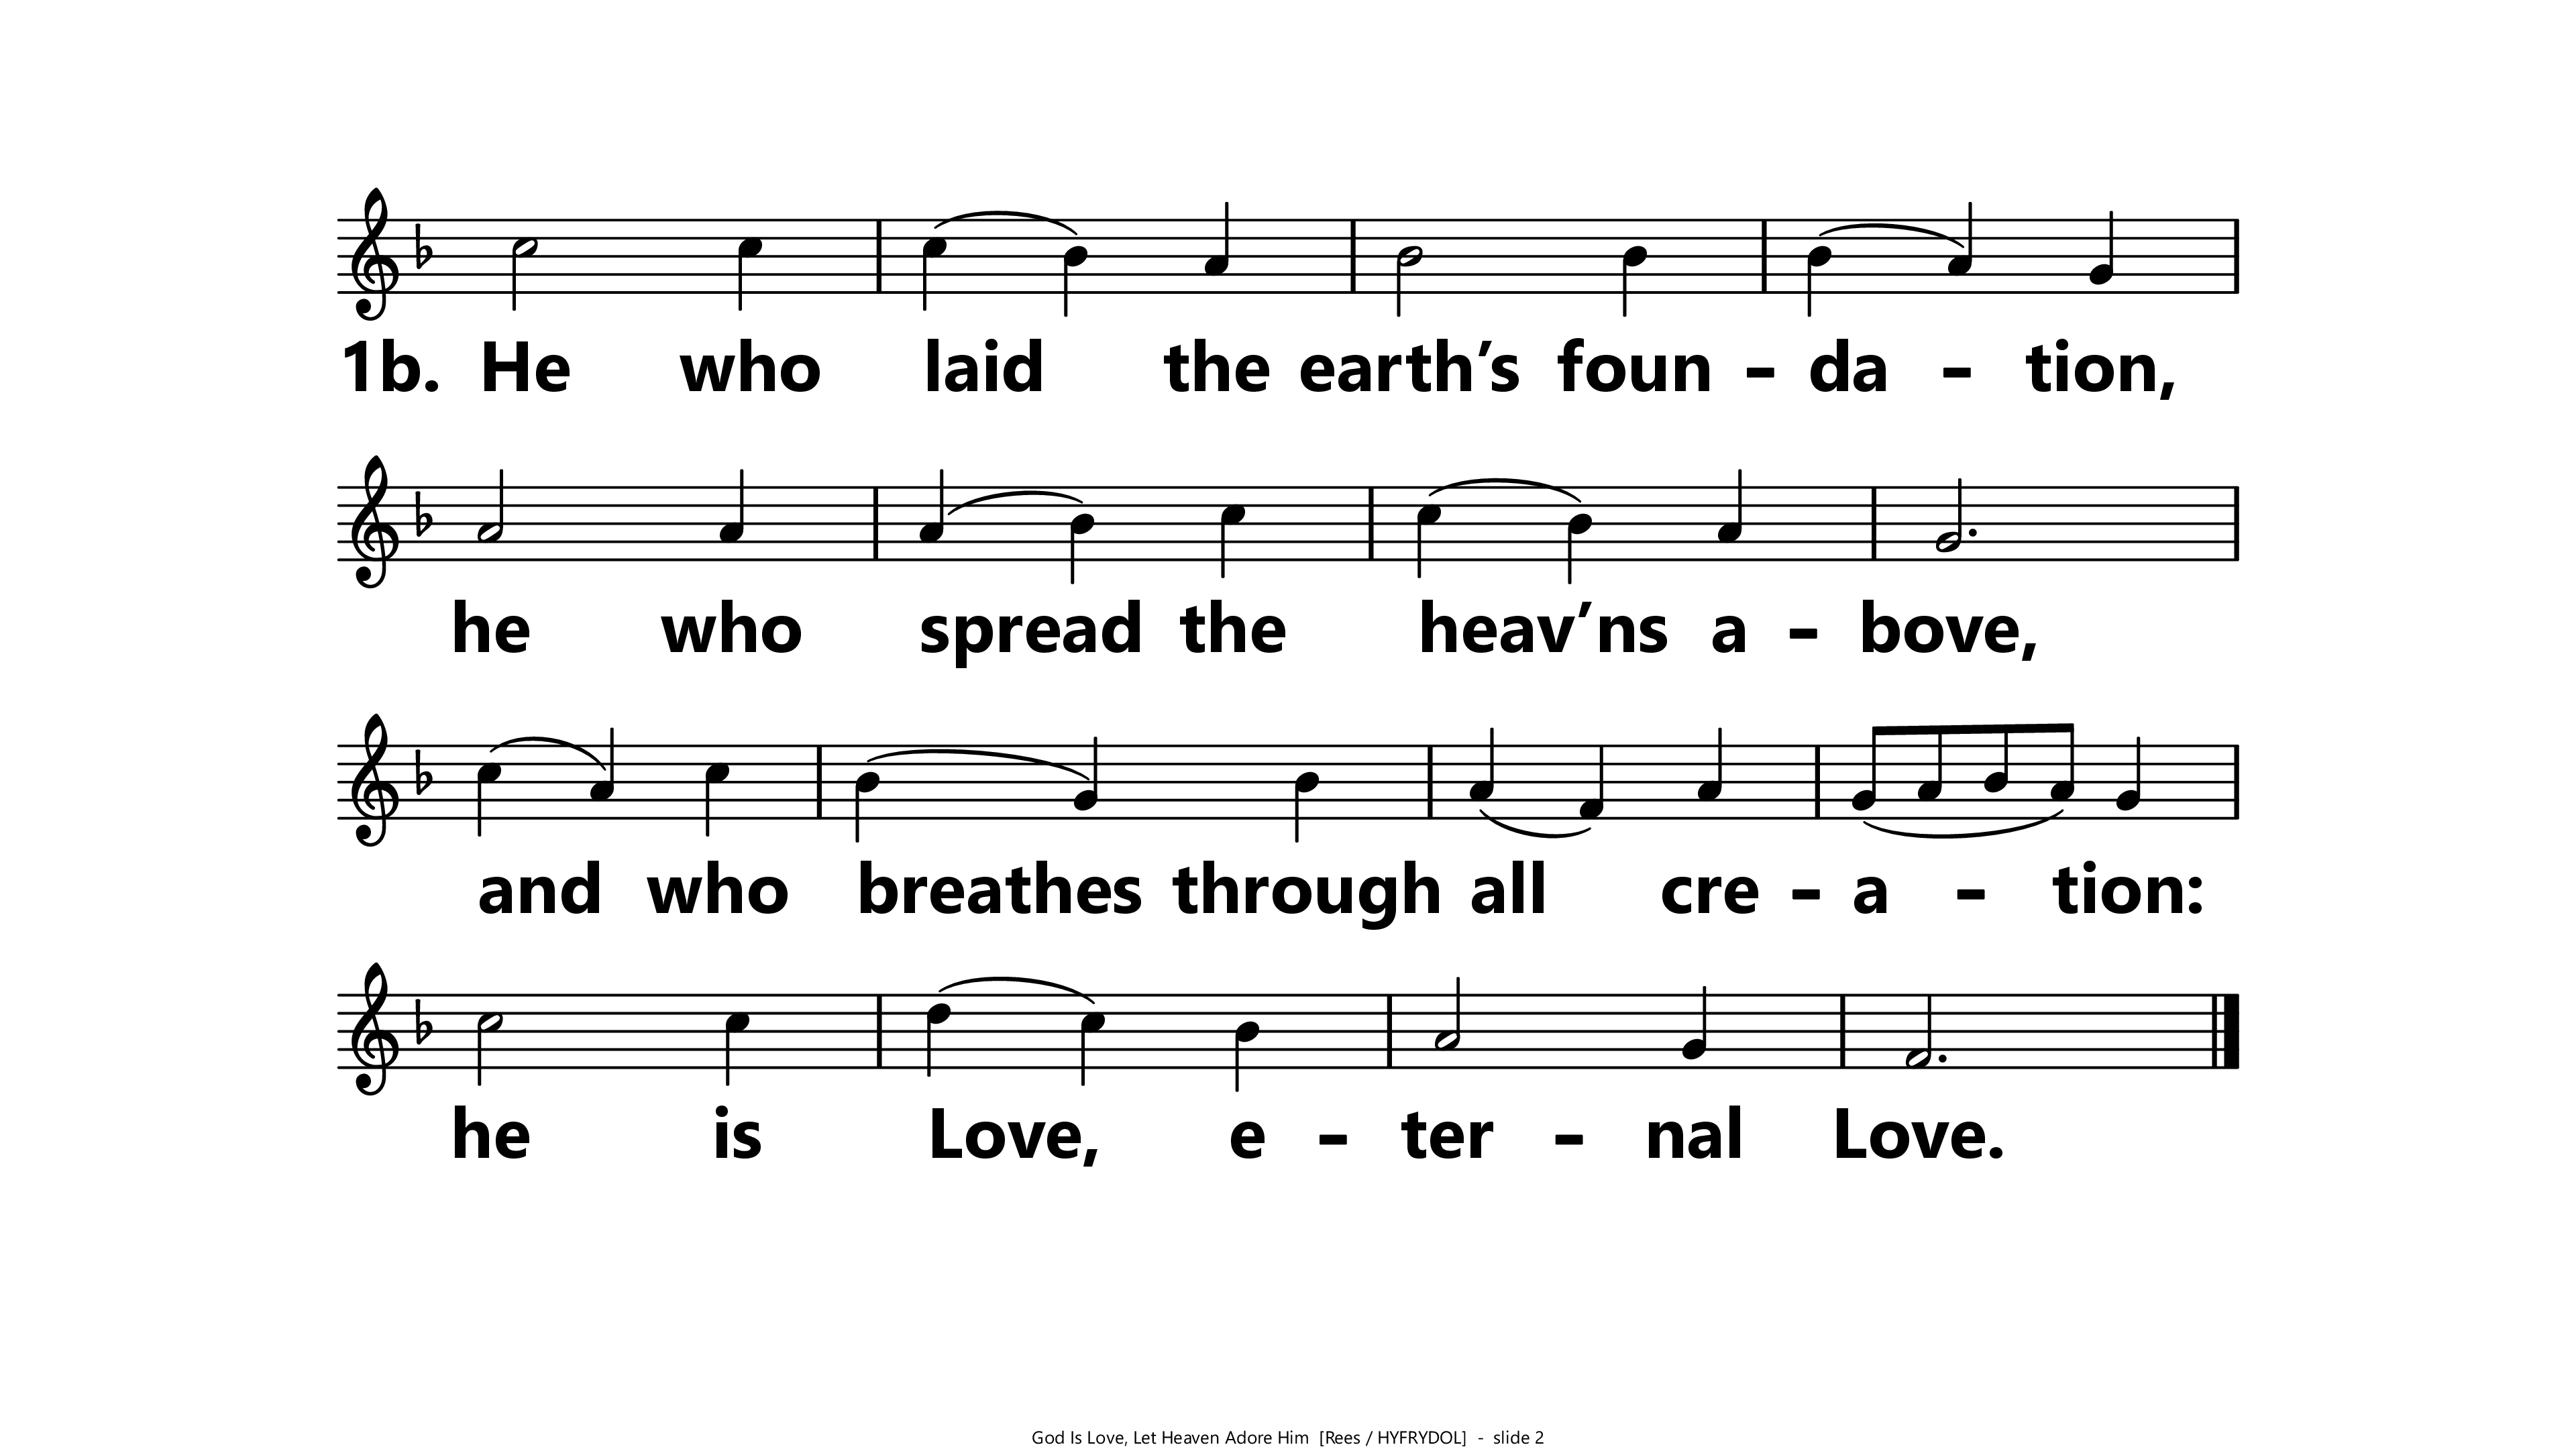 1b. He who laid the earth’s foun - da - tion,
he who spread the heav’ns a - bove,
and who breathes through all cre - a - tion:
he is Love, e - ter - nal Love.
God Is Love, Let Heaven Adore Him [Rees / HYFRYDOL] - slide 2